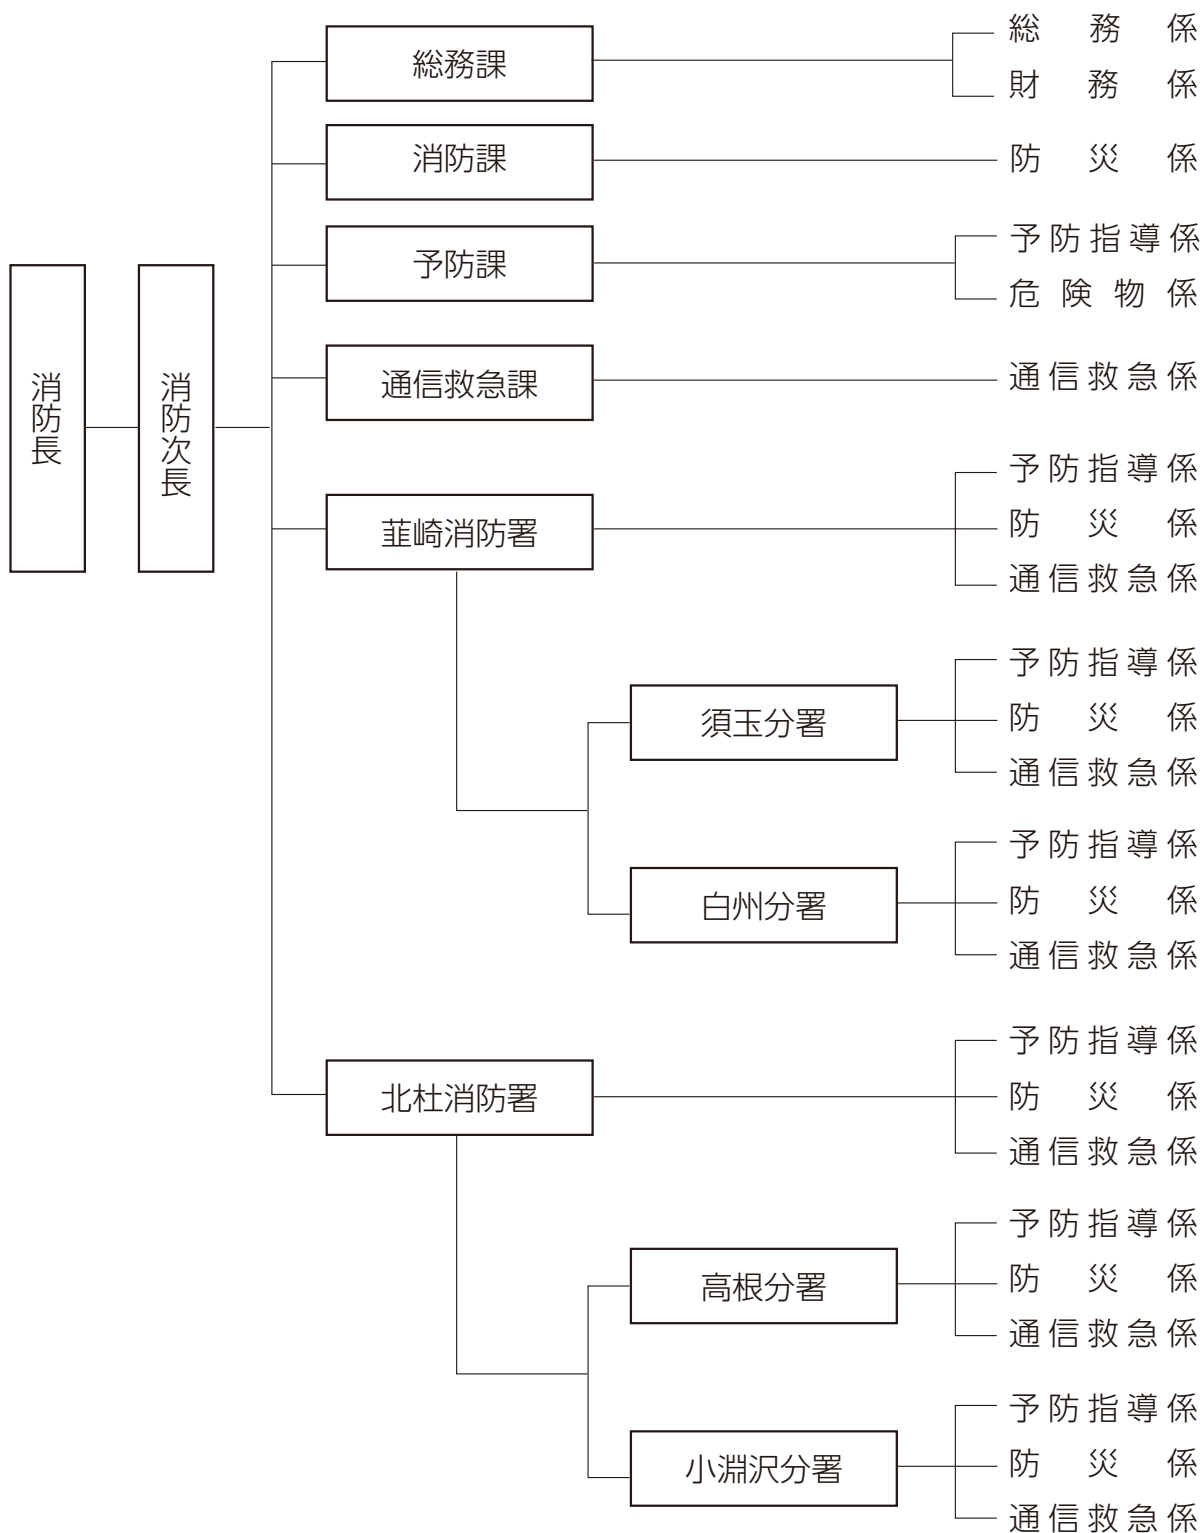 消防長
消防次長
総務課
総務係
財務係
消防課
防災係
予防課
予防指導係
危険物係
通信救急課
通信救急係
韮崎消防署
予防指導係
防災係
通信救急係
須玉分署
予防指導係
防災係
通信救急係
白州分署
予防指導係
防災係
通信救急係
北杜消防署
予防指導係
防災係
通信救急係
高根分署
予防指導係
防災係
通信救急係
小淵沢分署
予防指導係
防災係
通信救急係